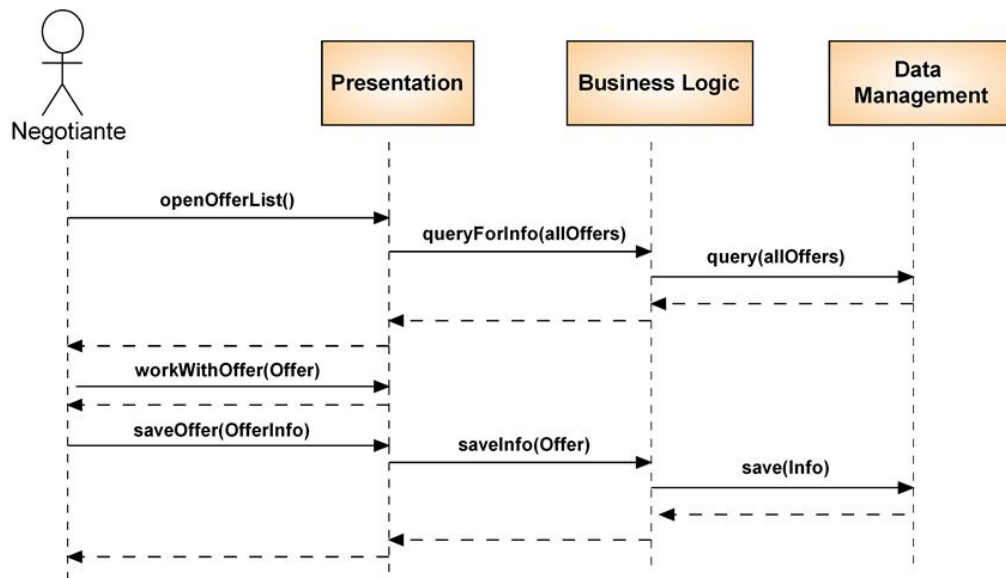 Presentation
Business Logic
Data
Management
Negotiante
openOfferList()
queryForInfo(allOffers)
query(allOffers)
workWithOffer(Offer)
saveOffer(OfferInfo)
saveInfo(Offer)
save(Info)